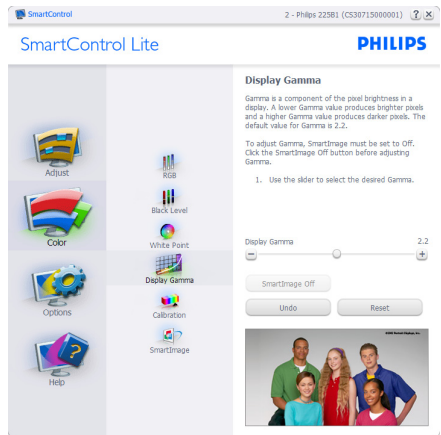 SmartControl
2 - Philips 225B1 (CS30715000001)
SmartControl Lite
PHILIPS
Adjust
Color
Options
Help
RGB
Black Level
White Point
Display Gamma
Calibration
SmartImage
Display Gamma
Gamma is a component of the pixel brightness in a
display. A lower Gamma value produces brighter pixels
and a higher Gamma value produces darker pixels. The
default value for Gamma is 2.2.
To adjust Gamma, SmartImage must be set to Off.
Click the SmartImage Off button before adjusting
Gamma.
1. Use the slider to select the desired Gamma.
Display Gamma
2.2
SmartImage Off
Undo
Reset